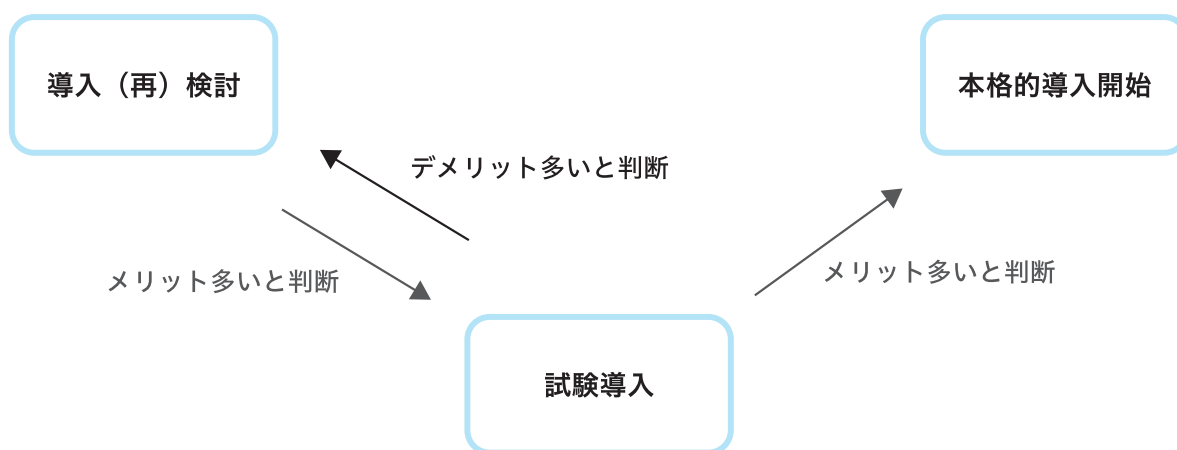 導入（再）検討
本格的導入開始
デメリット多いと判断
メリット多いと判断
メリット多いと判断
試験導入